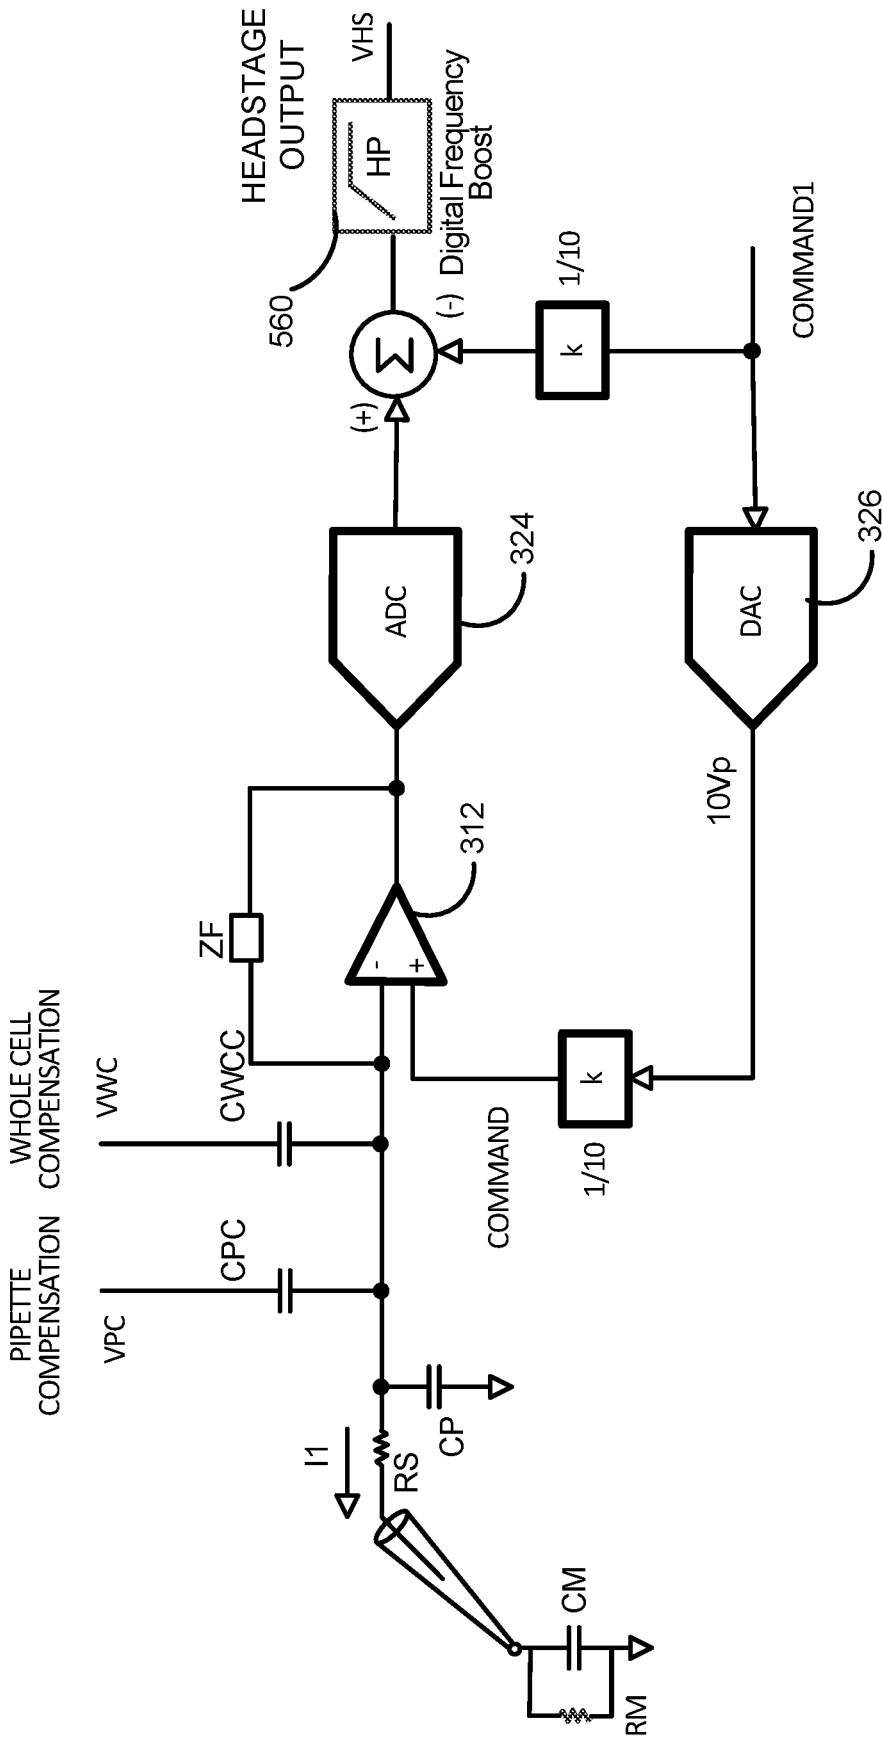 PIPETTE
COMPENSATION
VPC
CPC
WHOLE CELL
COMPENSATION
VWC
CWCC
ZF
HEADSTAGE
OUTPUT
VHS
560
HP
Digital Frequency
Boost
I1
RS
CP
CM
RM
-
+
312
ADC
324
(+)
Σ
(-)
k
1/10
COMMAND
k
1/10
10Vp
DAC
326
COMMAND1